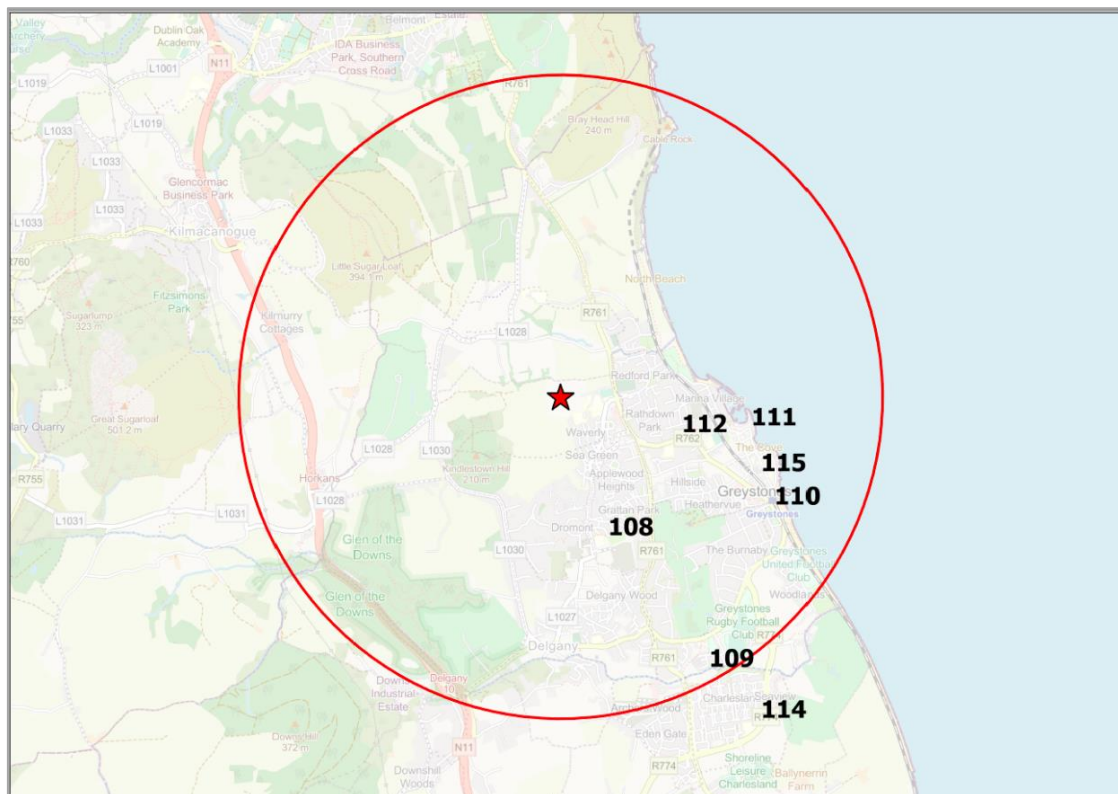 Valley
Dublin Oak
Academy
Belmont
Estate
IDA Business
Park, Southern
Cross Road
N11
L1001
L1019
R761
Bray Head Hill
240 m
Cable Rock
L1033
L1019
L1033
L1033
Glencormac
Business Park
Kilmacanogue
R760
Little Sugar Loaf
394.1 m
North Beach
Fitzsimons
Park
Sugarlump
323 m
Kilmurry
Cottages
L1028
R761
Redford Park
Marina Village
Great Sugarloaf
501.2 m
Rathdown
Park
112
111
R762
Waverly
The Cove
Quarry
L1028
L1030
Sea Green
115
R755
Kindlestown Hill
210 m
Applewood
Heights
Hillside
Horkans
Greystones
110
Heathervue
Greystones
L1028
Grattan Park
L1031
L1031
Dromont
108
Glen of the
Downs
L1030
R761
The Burnaby
Greystones
United Football
Club
Glen of the
Downs
Delgany Wood
Woodlands
L1027
Greystones
Rugby Football
Club
R774
Delgany
R761
109
Delgany
10
Industrial
Estate
Charlesland
Seaview
114
Eden Gate
Downs Hill
372 m
N11
R774
Downshill
Woods
Shoreline
Leisure
Charlesland
Ballynerrn
Farm